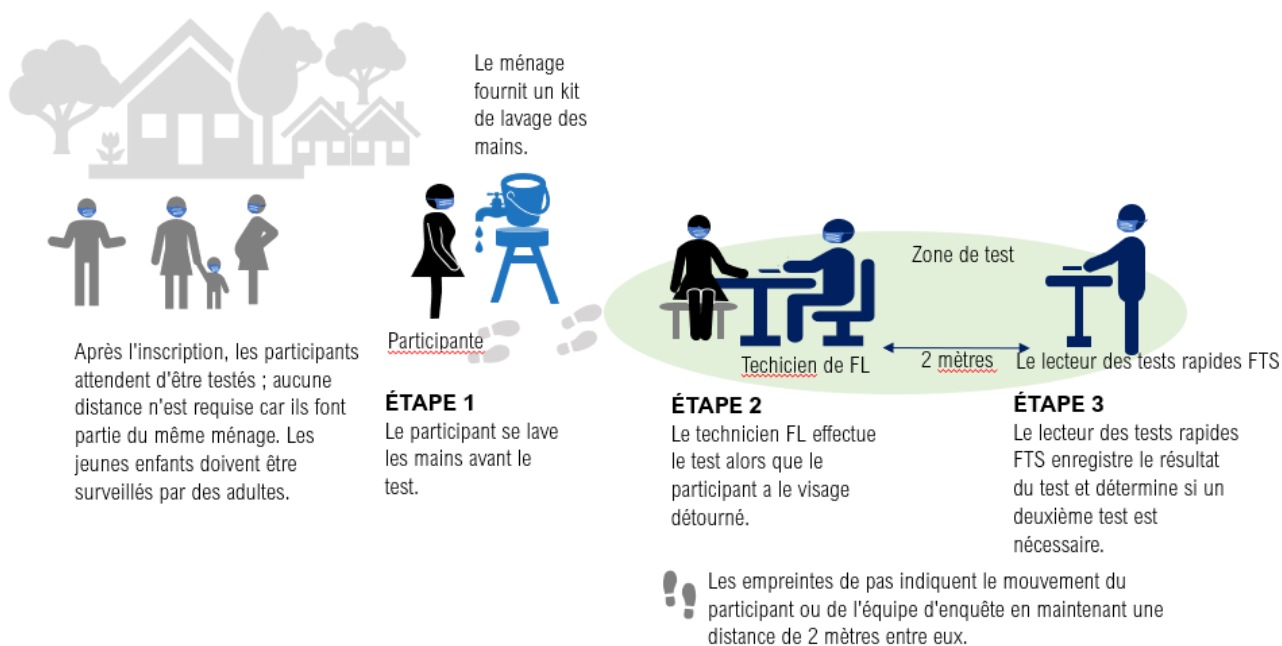 Le ménage
fournit un kit
de lavage des
mains.
Après l'inscription, les participants
attendent d'être testés ; aucune
distance n'est requise car ils font
partie du même ménage. Les
jeunes enfants doivent être
surveillés par des adultes.
Participante
ÉTAPE 1
Le participant se lave
les mains avant le
test.
Zone de test
Techicien de FL
2 mètres
Le lecteur des tests rapides FTS
ÉTAPE 2
Le technicien FL effectue
le test alors que le
participant a le visage
détourné.
ÉTAPE 3
Le lecteur des tests rapides
FTS enregistre le résultat
du test et détermine si un
deuxième test est
nécessaire.
Les empreintes de pas indiquent le mouvement du
participant ou de l'équipe d'enquête en maintenant une
distance de 2 mètres entre eux.